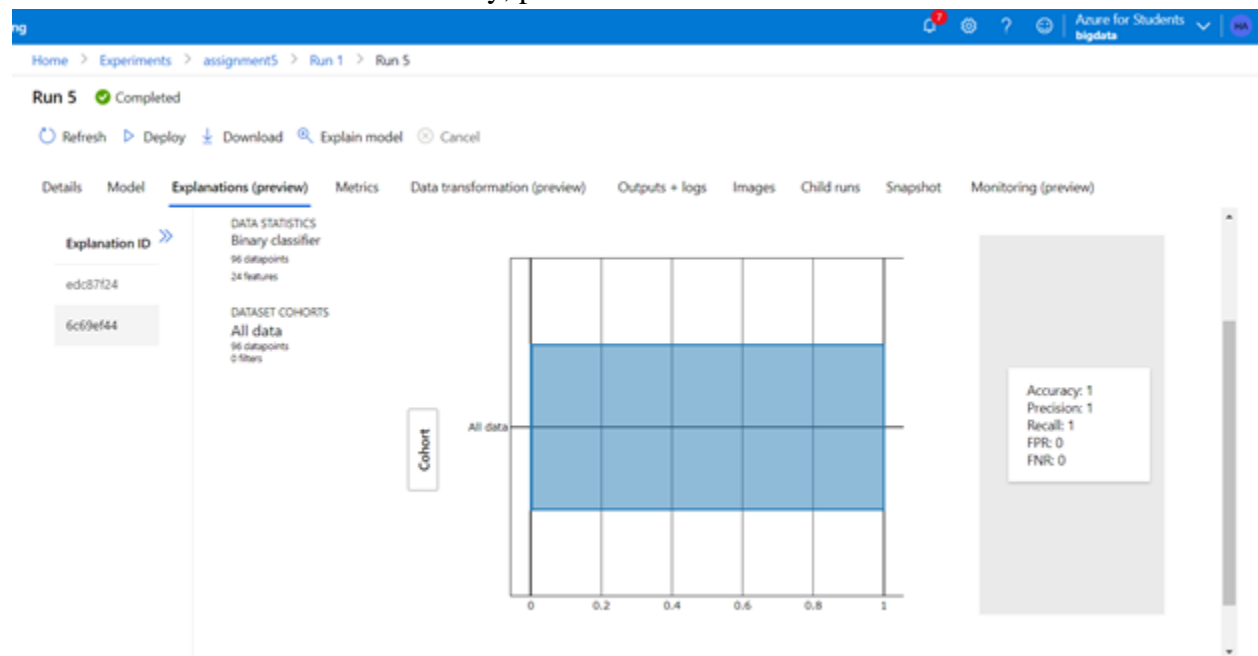 ng
7
?
Azure for Students
bigdata
HA
Home > Experiments > assignment5 > Run 1 > Run 5
Run 5 Completed
Refresh Deploy Download Explain model Cancel
Details Model Explanations (preview) Metrics Data transformation (preview) Outputs + logs Images Child runs Snapshot Monitoring (preview)
Explanation ID
edc87f24
6c69ef44
DATA STATISTICS
Binary classifier
96 datapoints
24 features
DATASET COHORTS
All data
96 datapoints
0 filters
Cohort
All data
0 0.2 0.4 0.6 0.8 1
Accuracy: 1
Precision: 1
Recall: 1
FPR: 0
FNR: 0